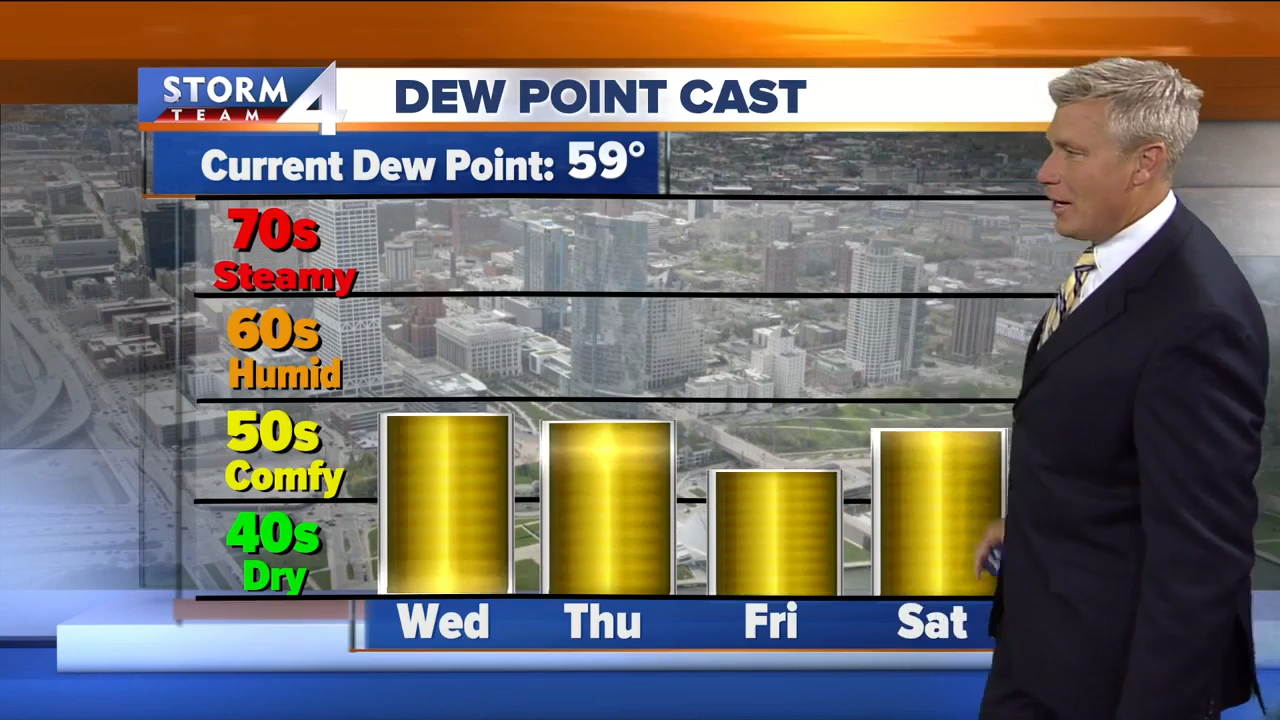 STORM
TEAM
4
DEW POINT CAST
Current Dew Point: 59°
70s
Steamy
60s
Humid
50s
Comfy
40s
Dry
Wed Thu Fri Sat